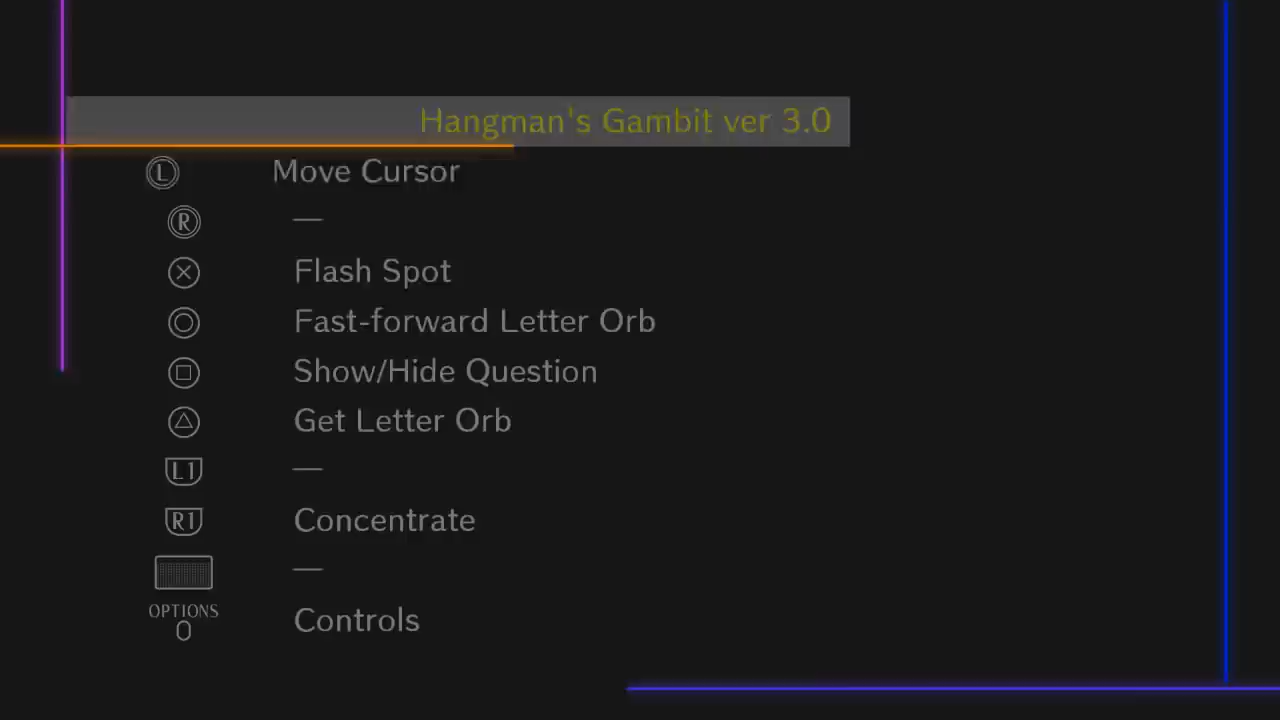 Hangman's Gambit ver 3.0
L Move Cursor
R —
Flash Spot
Fast-forward Letter Orb
Show/Hide Question
Get Letter Orb
L1 —
R1 Concentrate
—
OPTIONS
Controls